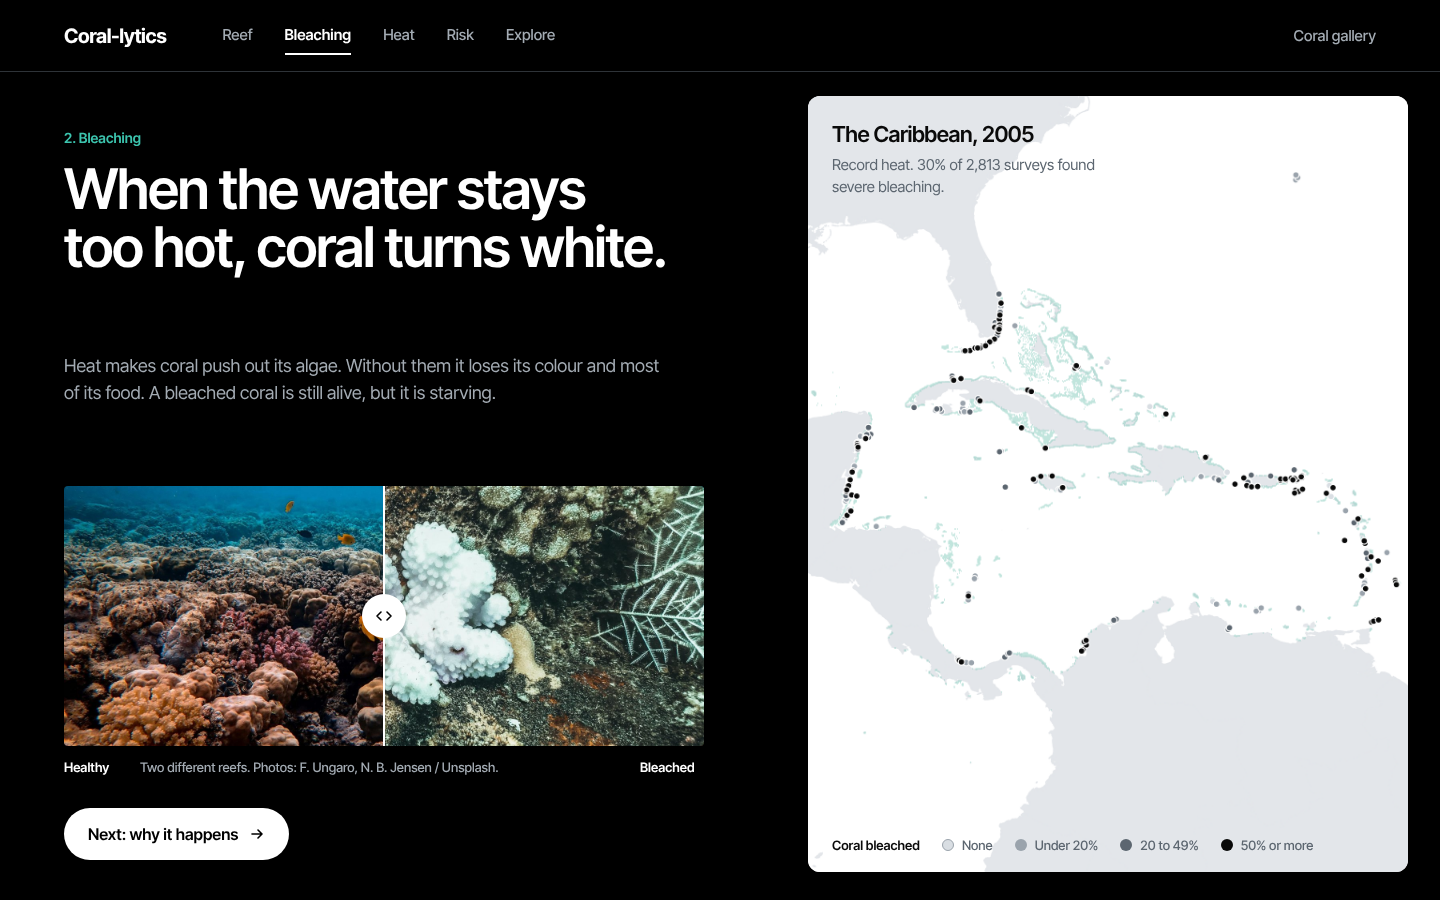 Coral-lytics
Reef
Bleaching
Heat
Risk
Explore
Coral gallery
2. Bleaching
When the water stays
too hot, coral turns white.
Heat makes coral push out its algae. Without them it loses its colour and most
of its food. A bleached coral is still alive, but it is starving.
Healthy
Two different reefs. Photos: F. Ungaro, N. B. Jensen / Unsplash.
Bleached
Next: why it happens
The Caribbean, 2005
Record heat. 30% of 2,813 surveys found
severe bleaching.
Coral bleached
None
Under 20%
20 to 49%
50% or more